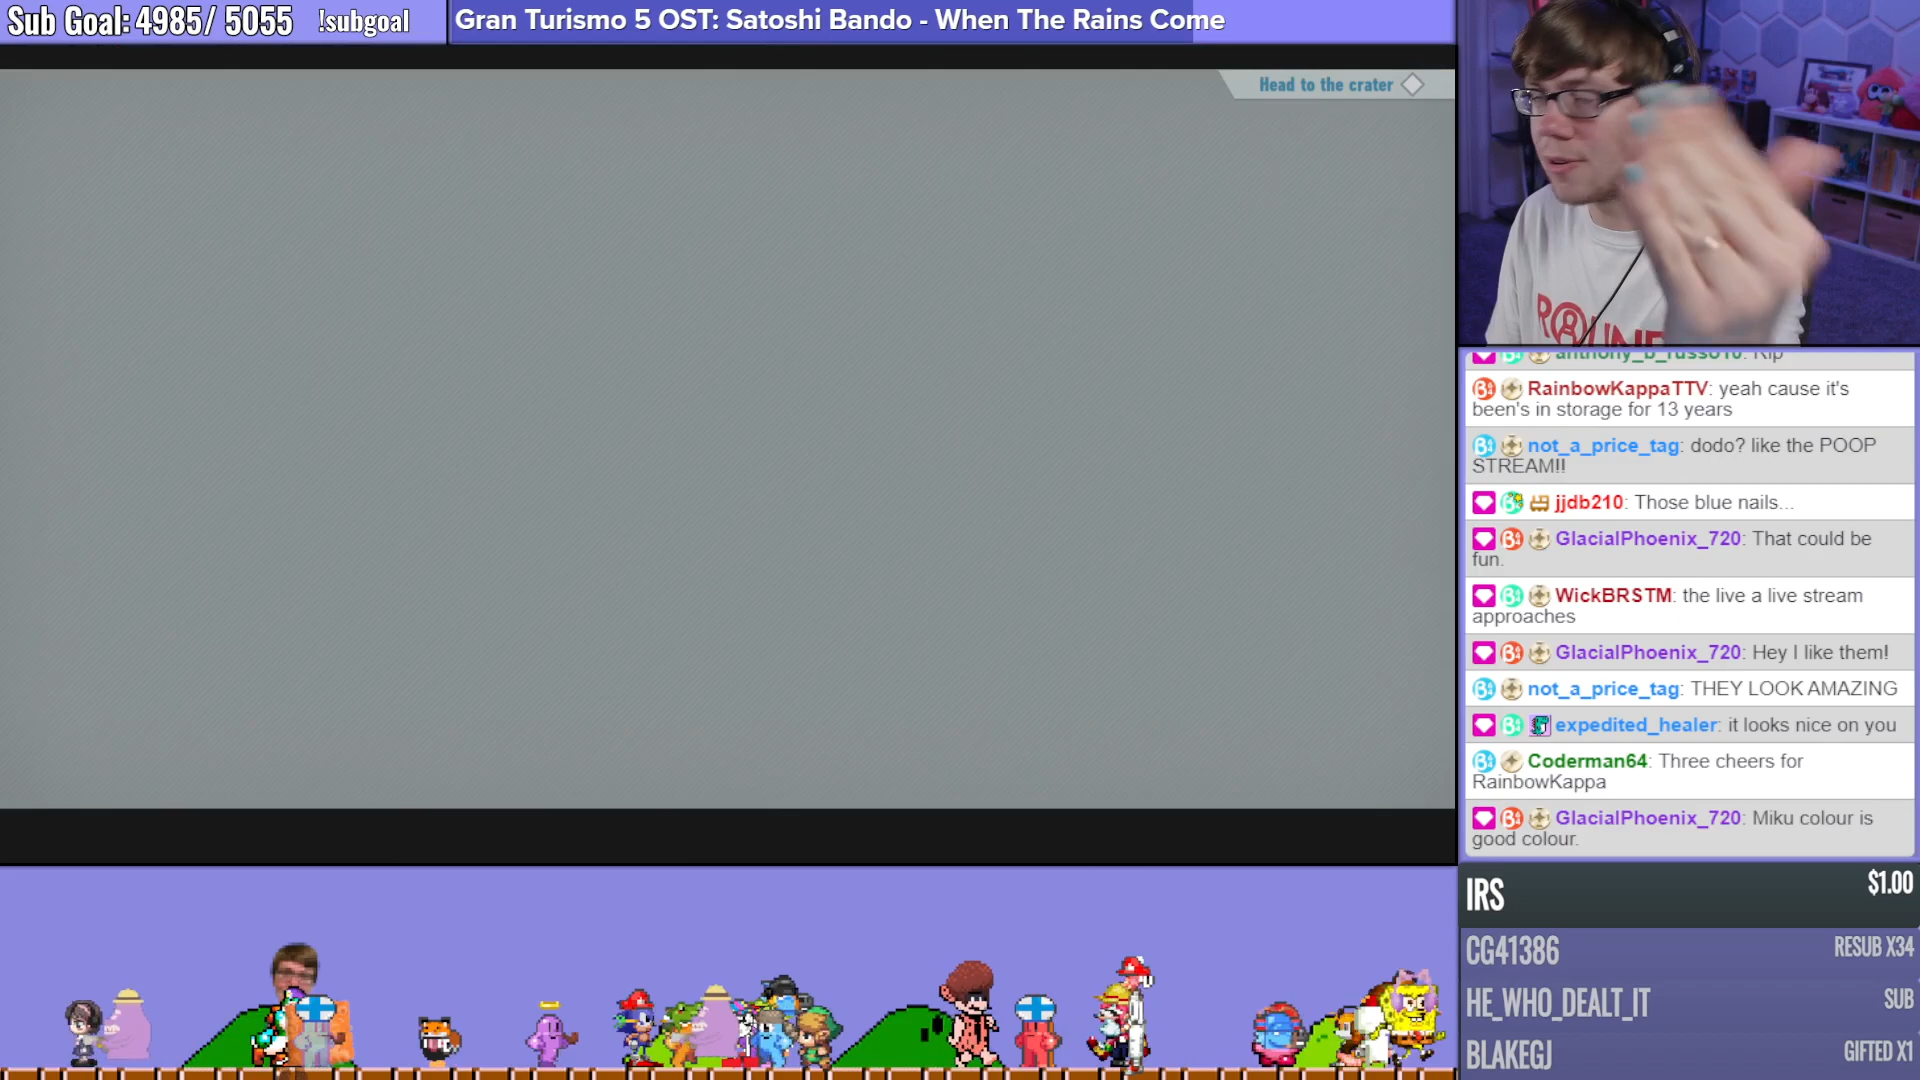 Sub Goal: 4985/ 5055 !subgoal
Gran Turismo 5 OST: Satoshi Bando - When The Rains Come
Head to the crater
anthony_b_russo10: Rip
RainbowKappaTTV: yeah cause it's
been's in storage for 13 years
not_a_price_tag: dodo? like the POOP
STREAM!!
jjdb210: Those blue nails...
GlacialPhoenix_720: That could be
fun.
WickBRSTM: the live a live stream
approaches
GlacialPhoenix_720: Hey I like them!
not_a_price_tag: THEY LOOK AMAZING
expedited_healer: it looks nice on you
Coderman64: Three cheers for
RainbowKappa
GlacialPhoenix_720: Miku colour is
good colour.
IRS $1.00
CG41386 RESUB X34
HE_WHO_DEALT_IT SUB
BLAKEGJ GIFTED X1